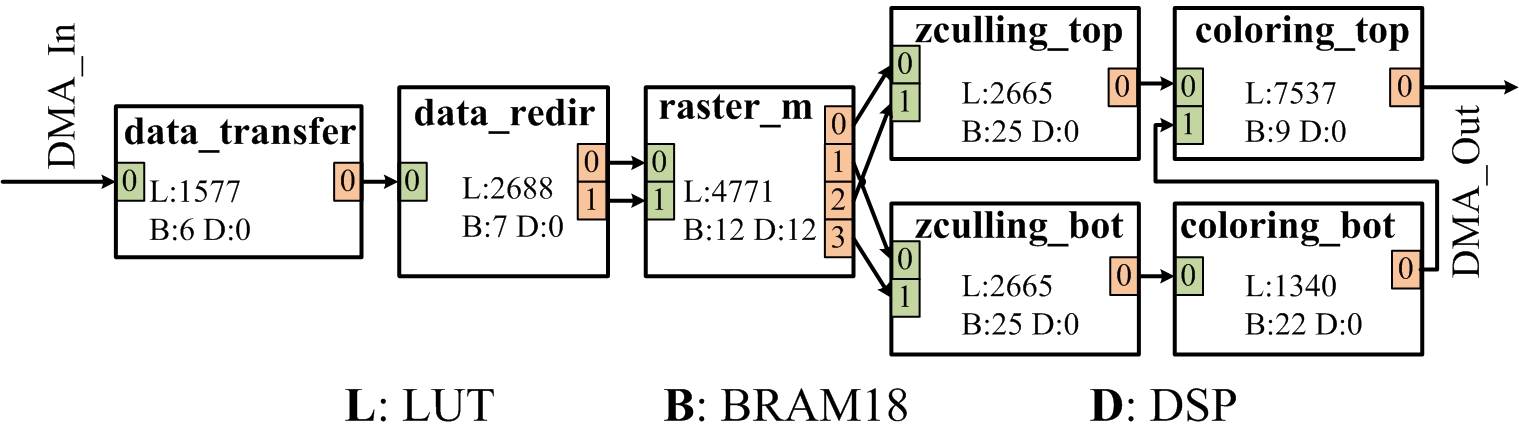 DMA_In
data_transfer
0
0
L:1577
B:6 D:0
data_redir
0
0
1
L:2688
B:7 D:0
raster_m
0
1
0
1
2
3
L:4771
B:12 D:12
zculling_top
0
1
0
L:2665
B:25 D:0
coloring_top
0
1
0
L:7537
B:9 D:0
zculling_bot
0
1
0
L:2665
B:25 D:0
coloring_bot
0
0
L:1340
B:22 D:0
DMA_Out
L: LUT
B: BRAM18
D: DSP